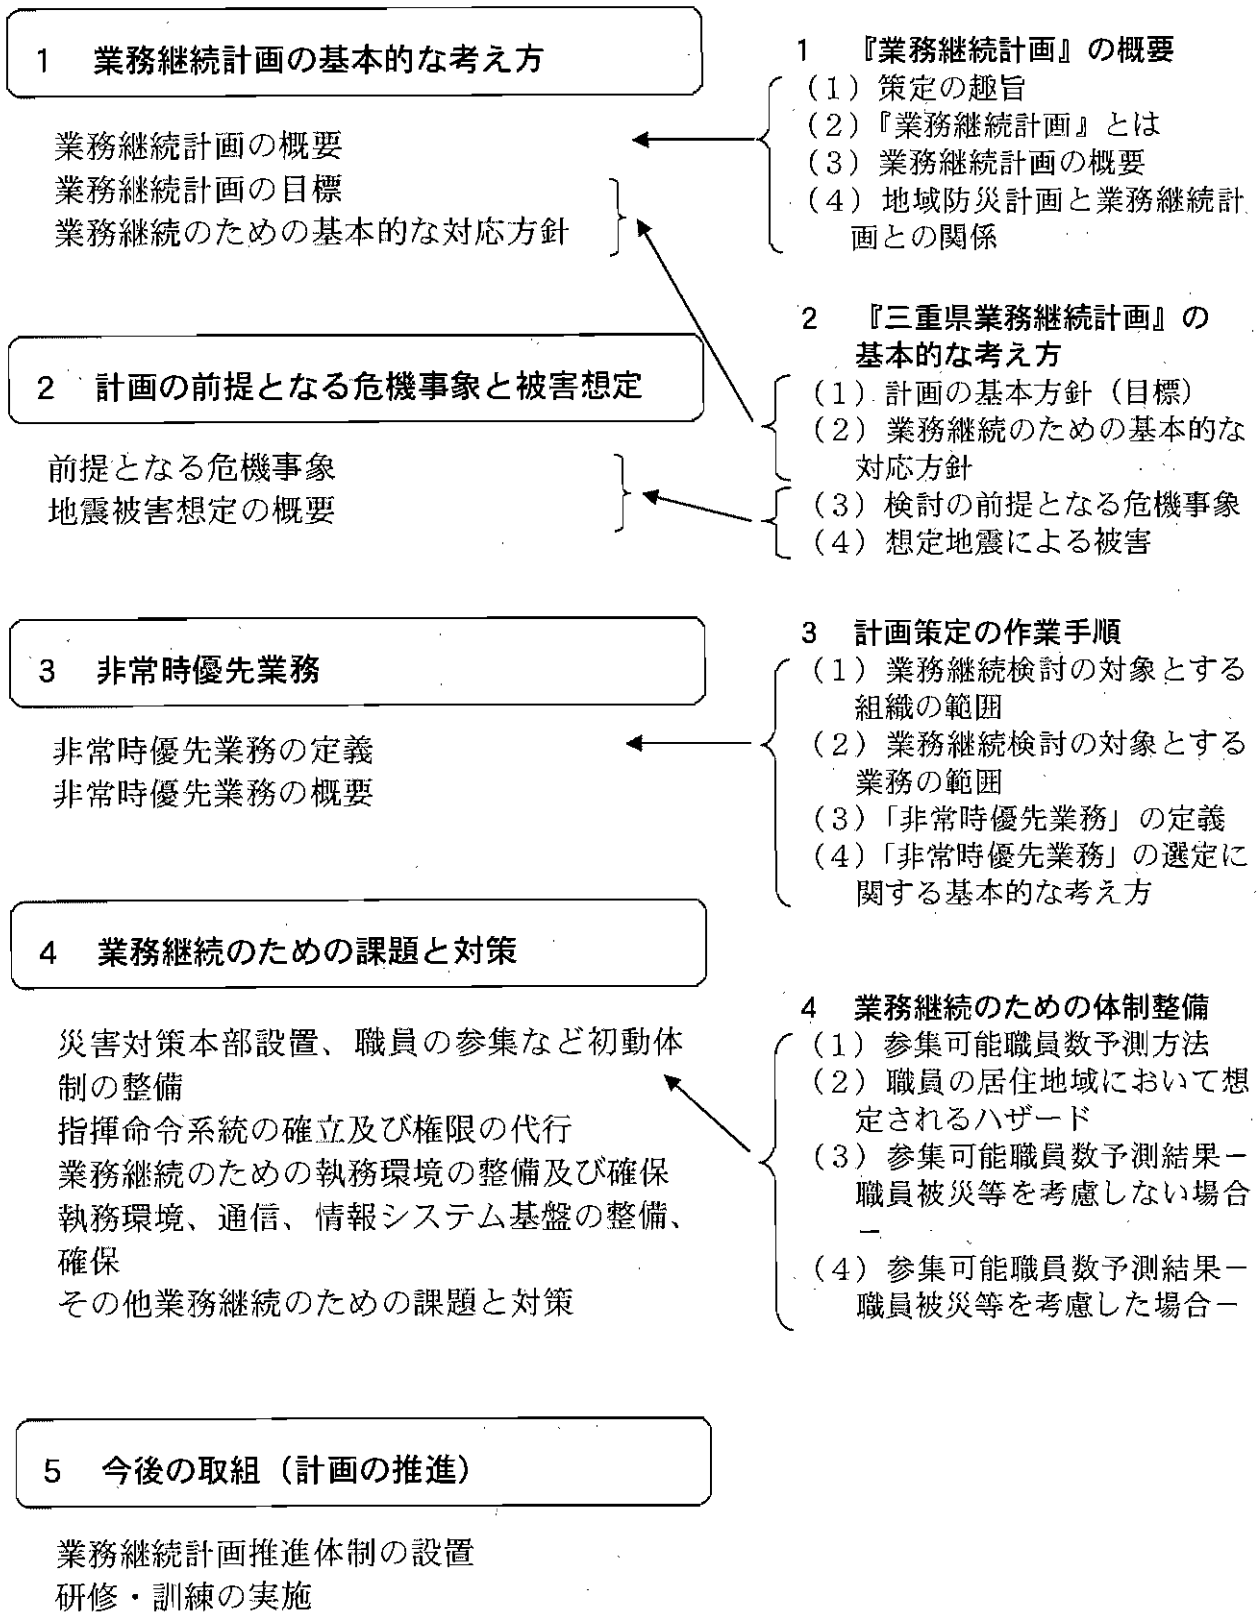 1 業務継続計画の基本的な考え方
業務継続計画の概要
業務継続計画の目標
業務継続のための基本的な対応方針
2 計画の前提となる危機事象と被害想定
前提となる危機事象
地震被害想定の概要
3 非常時優先業務
非常時優先業務の定義
非常時優先業務の概要
4 業務継続のための課題と対策
災害対策本部設置、職員の参集など初動体
制の整備
指揮命令系統の確立及び権限の代行
業務継続のための執務環境の整備及び確保
執務環境、通信、情報システム基盤の整備、
確保
その他業務継続のための課題と対策
5 今後の取組（計画の推進）
業務継続計画推進体制の設置
研修・訓練の実施
1 『業務継続計画』の概要
（1）策定の趣旨
（2）『業務継続計画』とは
（3）業務継続計画の概要
（4）地域防災計画と業務継続計
画との関係
2 『三重県業務継続計画』の
基本的な考え方
（1）計画の基本方針（目標）
（2）業務継続のための基本的な
対応方針
（3）検討の前提となる危機事象
（4）想定地震による被害
3 計画策定の作業手順
（1）業務継続検討の対象とする
組織の範囲
（2）業務継続検討の対象とする
業務の範囲
（3）「非常時優先業務」の定義
（4）「非常時優先業務」の選定に
関する基本的な考え方
4 業務継続のための体制整備
（1）参集可能職員数予測方法
（2）職員の居住地域において想
定されるハザード
（3）参集可能職員数予測結果－
職員被災等を考慮しない場合
－
（4）参集可能職員数予測結果－
職員被災等を考慮した場合－